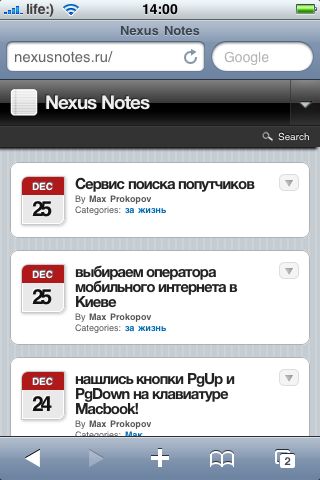 life:) 14:00
Nexus Notes
nexusnotes.ru/ Google
Nexus Notes
Search
DEC
25
Сервис поиска попутчиков
By Max Prokopov
Categories: за жизнь
DEC
25
выбираем оператора
мобильного интернета в
Киеве
By Max Prokopov
Categories: за жизнь
DEC
24
нашлись кнопки PgUp и
PgDown на клавиатуре
Macbook!
By Max Prokopov
Categories: Мак
2